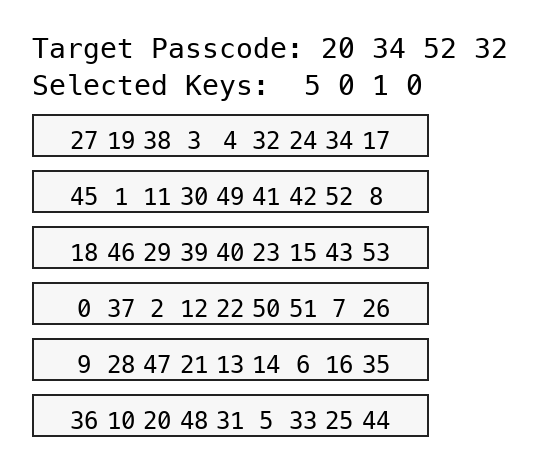 Target Passcode: 20 34 52 32
Selected Keys: 5 0 1 0
27 19 38 3 4 32 24 34 17
45 1 11 30 49 41 42 52 8
18 46 29 39 40 23 15 43 53
0 37 2 12 22 50 51 7 26
9 28 47 21 13 14 6 16 35
36 10 20 48 31 5 33 25 44